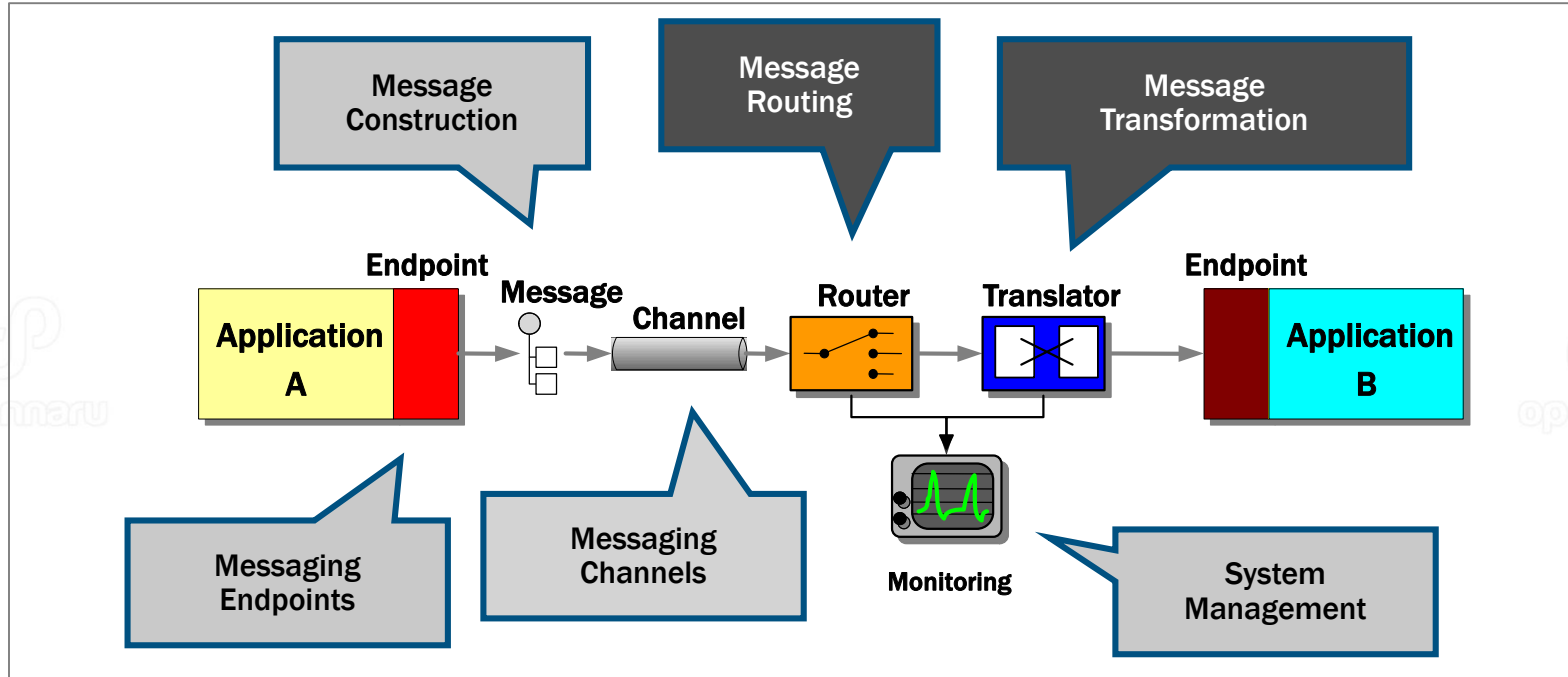 Message
Construction
Message
Routing
Message
Transformation
Endpoint
Message
Channel
Router
Translator
Endpoint
Application
A
Application
B
Messaging
Endpoints
Messaging
Channels
Monitoring
System
Management